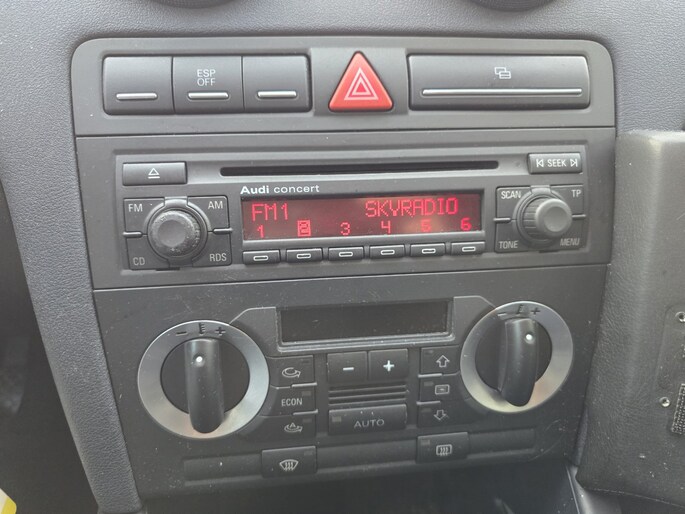 ESP
OFF
SEEK
Audi concert
FM AM
FM1 SKYRADIO
SCAN TP
1 2 3 4 5 6
CD RDS
TONE MENU
- +
- +
- +
ECON
AUTO